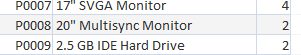 P0007 17" SVGA Monitor 4
P0008 20" Multisync Monitor 2
P0009 2.5 GB IDE Hard Drive 2